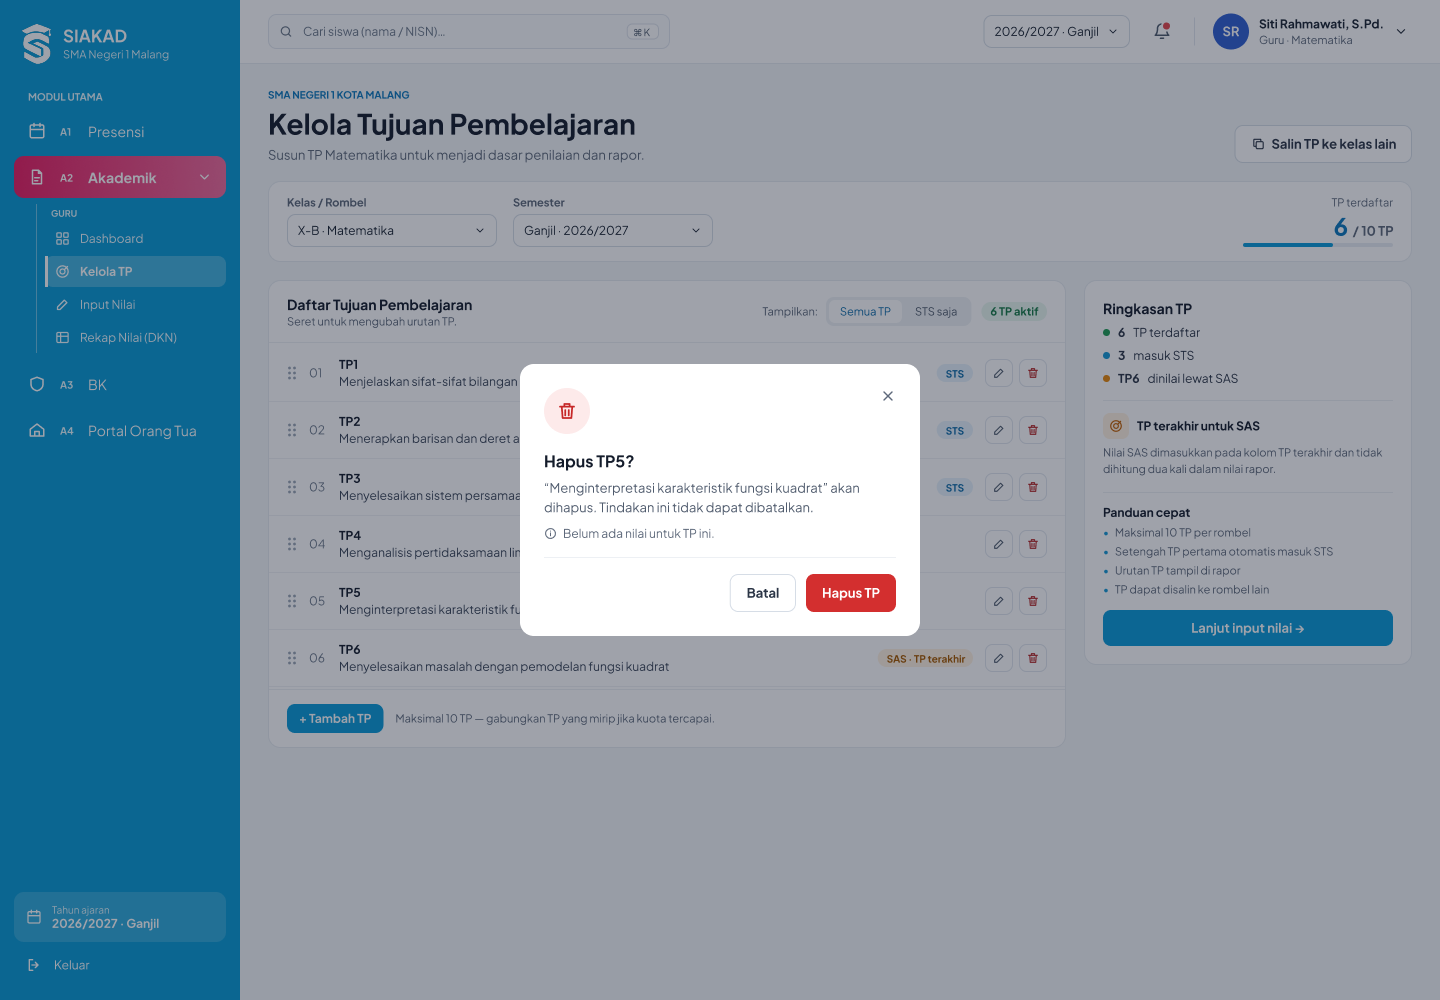 SIAKAD
SMA Negeri 1 Malang
MODUL UTAMA
A1 Presensi
A2 Akademik
GURU
Dashboard
Kelola TP
Input Nilai
Rekap Nilai (DKN)
A3 BK
A4 Portal Orang Tua
Tahun ajaran
2026/2027 · Ganjil
Keluar
Cari siswa (nama / NISN)...
⌘K
2026/2027 · Ganjil
SR
Siti Rahmawati, S.Pd.
Guru · Matematika
SMA NEGERI 1 KOTA MALANG
Kelola Tujuan Pembelajaran
Susun TP Matematika untuk menjadi dasar penilaian dan rapor.
Salin TP ke kelas lain
Kelas / Rombel
X-B · Matematika
Semester
Ganjil · 2026/2027
TP terdaftar
6 / 10 TP
Daftar Tujuan Pembelajaran
Seret untuk mengubah urutan TP.
Tampilkan:
Semua TP
STS saja
6 TP aktif
01
TP1
Menjelaskan sifat-sifat bilangan
STS
02
TP2
Menerapkan barisan dan deret
STS
03
TP3
Menyelesaikan sistem
STS
04
TP4
Menganalisis pertidaksamaan
05
TP5
Menginterpretasi karakteristik
06
TP6
Menyelesaikan masalah dengan pemodelan fungsi kuadrat
SAS · TP terakhir
+ Tambah TP
Maksimal 10 TP — gabungkan TP yang mirip jika kuota tercapai.
Hapus TP5?
“Menginterpretasi karakteristik fungsi kuadrat” akan
dihapus. Tindakan ini tidak dapat dibatalkan.
Belum ada nilai untuk TP ini.
Batal
Hapus TP
Ringkasan TP
6 TP terdaftar
3 masuk STS
TP6 dinilai lewat SAS
TP terakhir untuk SAS
Nilai SAS dimasukkan pada kolom TP terakhir dan tidak
dihitung dua kali dalam nilai rapor.
Panduan cepat
• Maksimal 10 TP per rombel
• Setengah TP pertama otomatis masuk STS
• Urutan TP tampil di rapor
• TP dapat disalin ke rombel lain
Lanjut input nilai →